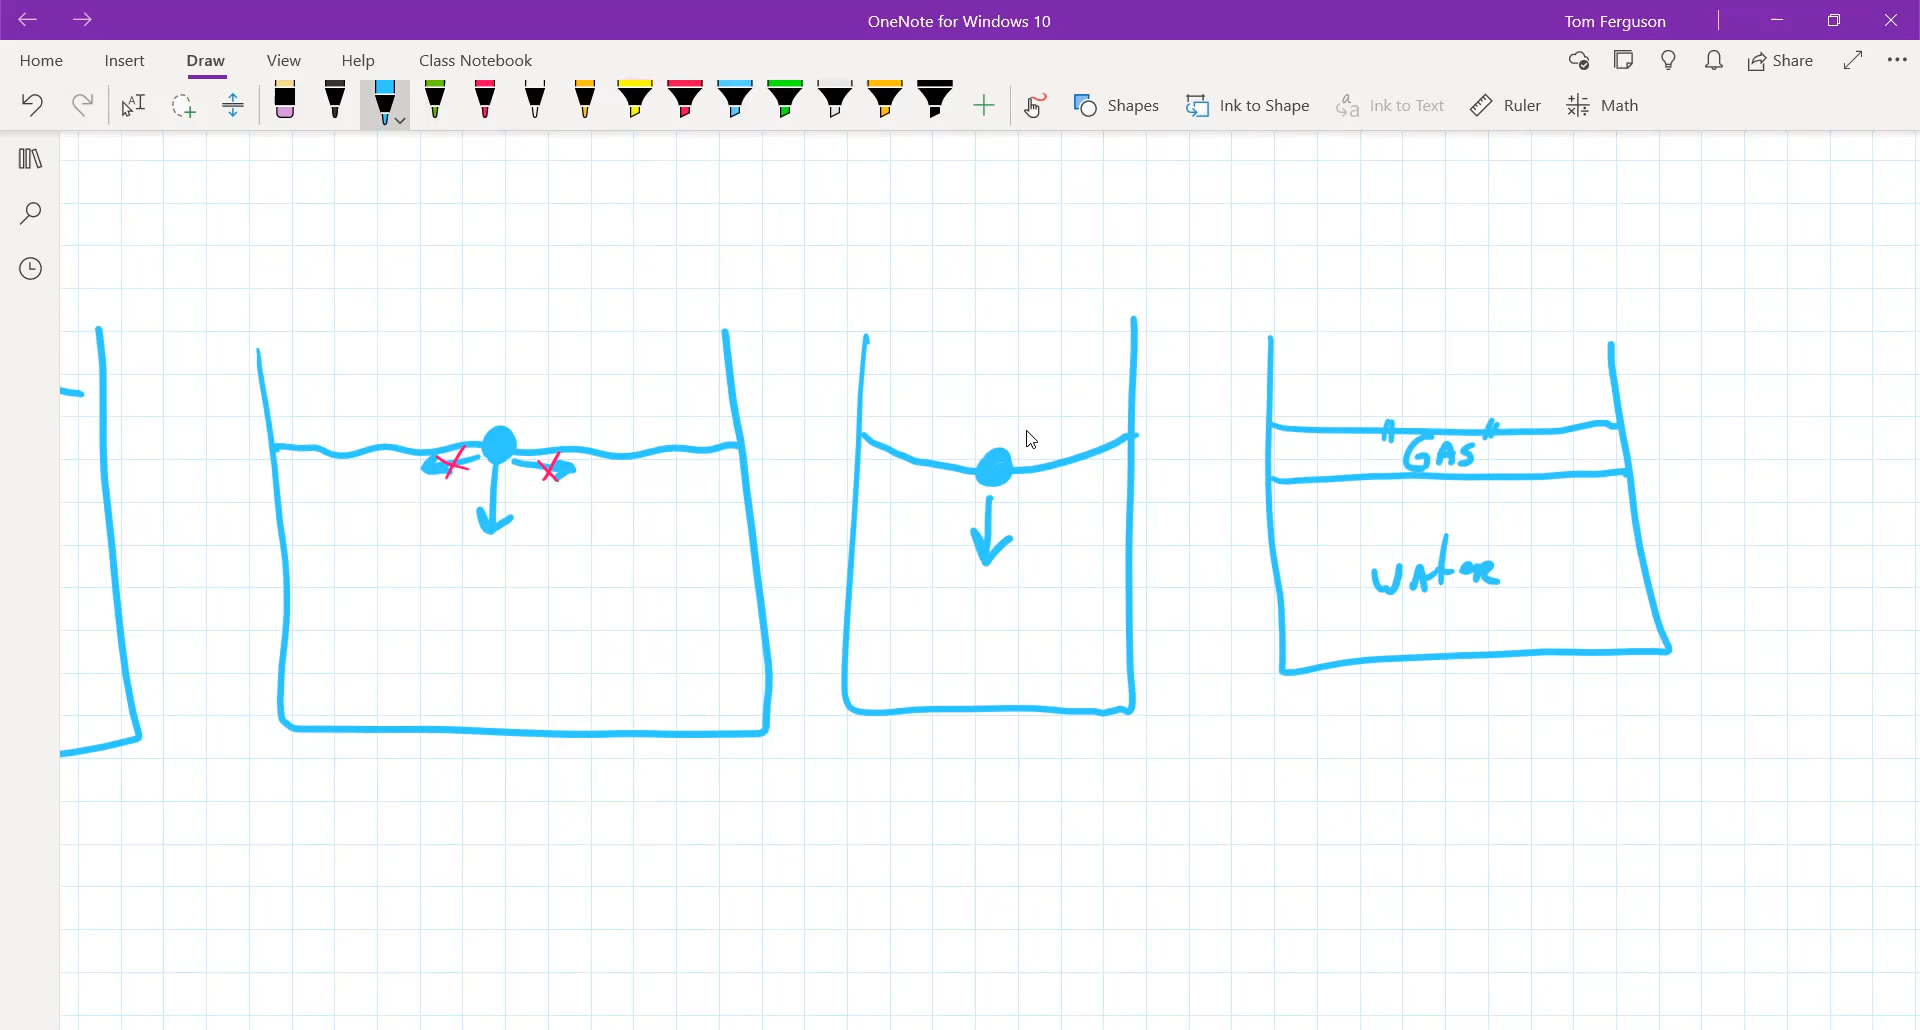 OneNote for Windows 10
Tom Ferguson
Home Insert Draw View Help Class Notebook
Share
Shapes Ink to Shape Ink to Text Ruler Math
GAS
water